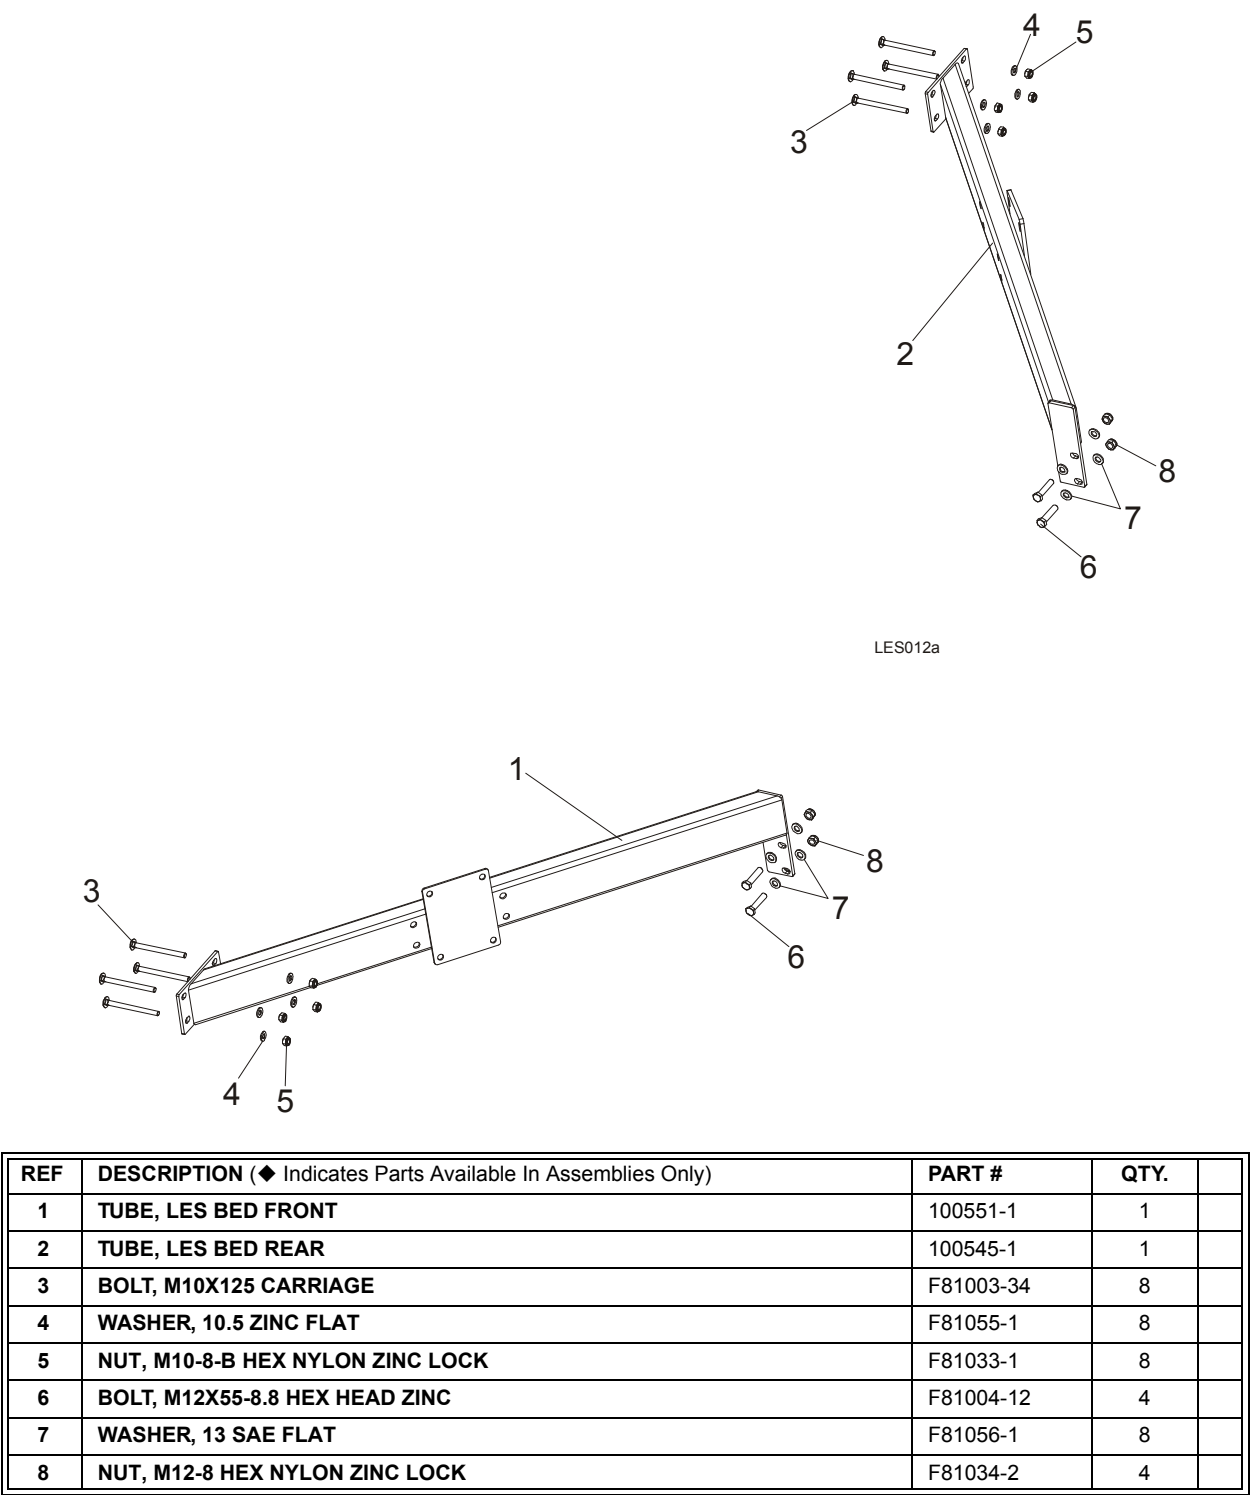 4
5
3
2
8
7
6
LES012a
1
3
8
7
6
4
5
REF DESCRIPTION (◆ Indicates Parts Available In Assemblies Only) PART # QTY.
1 TUBE, LES BED FRONT 100551-1 1
2 TUBE, LES BED REAR 100545-1 1
3 BOLT, M10X125 CARRIAGE F81003-34 8
4 WASHER, 10.5 ZINC FLAT F81055-1 8
5 NUT, M10-8-B HEX NYLON ZINC LOCK F81033-1 8
6 BOLT, M12X55-8.8 HEX HEAD ZINC F81004-12 4
7 WASHER, 13 SAE FLAT F81056-1 8
8 NUT, M12-8 HEX NYLON ZINC LOCK F81034-2 4